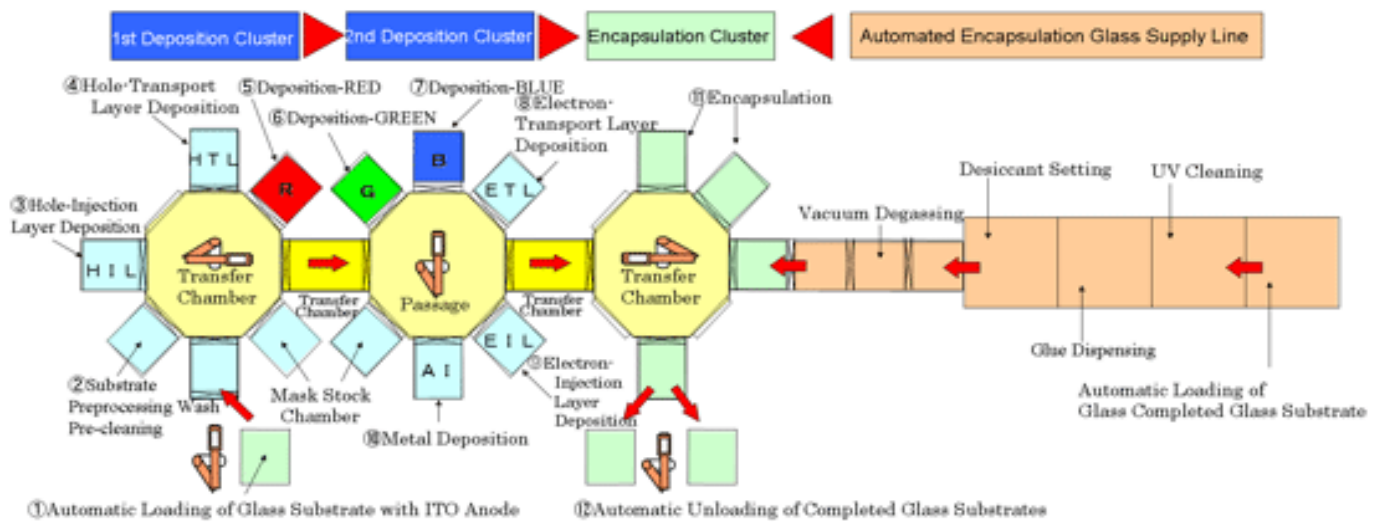 1st Deposition Cluster
2nd Deposition Cluster
Encapsulation Cluster
Automated Encapsulation Glass Supply Line
④Hole-Transport
Layer Deposition
⑤Deposition-RED
⑥Deposition-GREEN
⑦Deposition-BLUE
⑧Electron-
Transport Layer
Deposition
⑪Encapsulation
HTL
R
G
B
ETL
③Hole-Injection
Layer Deposition
HIL
Transfer
Chamber
Transfer
Chamber
Passage
Transfer
Chamber
Transfer
Chamber
Vacuum Degassing
Desiccant Setting
UV Cleaning
Glue Dispensing
Automatic Loading of
Glass Completed Glass Substrate
②Substrate
Preprocessing Wash
Pre-cleaning
Mask Stock
Chamber
AI
EIL
⑨Electron-
Injection
Layer
Deposition
⑩Metal Deposition
①Automatic Loading of Glass Substrate with ITO Anode
⑫Automatic Unloading of Completed Glass Substrates